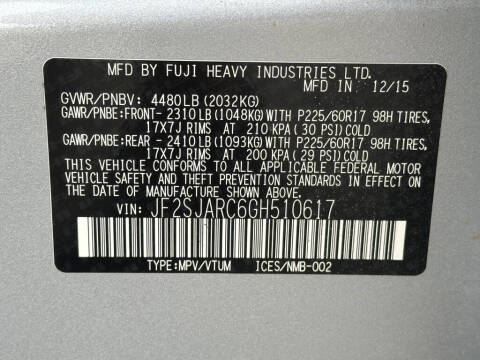 MFD BY FUJI HEAVY INDUSTRIES LTD.
MFD IN 12/15
GVWR/PNBV: 4480LB (2032KG)
GAWR/PNBE:FRONT- 2310LB (1048KG)WITH P225/60R17 98H TIRES,
17X7J RIMS AT 210 KPA (30 PSI) COLD
GAWR/PNBE:REAR - 2410LB (1093KG)WITH P225/60R17 98H TIRES,
17X7J RIMS AT 200 KPA (29 PSI) COLD
THIS VEHICLE CONFORMS TO ALL APPLICABLE FEDERAL MOTOR
VEHICLE SAFETY AND THEFT PREVENTION STANDARDS IN EFFECT
ON THE DATE OF MANUFACTURE SHOWN ABOVE.
VIN: JF2SJARC6GH510617
TYPE:MPV/VTUM ICES/NMB-002